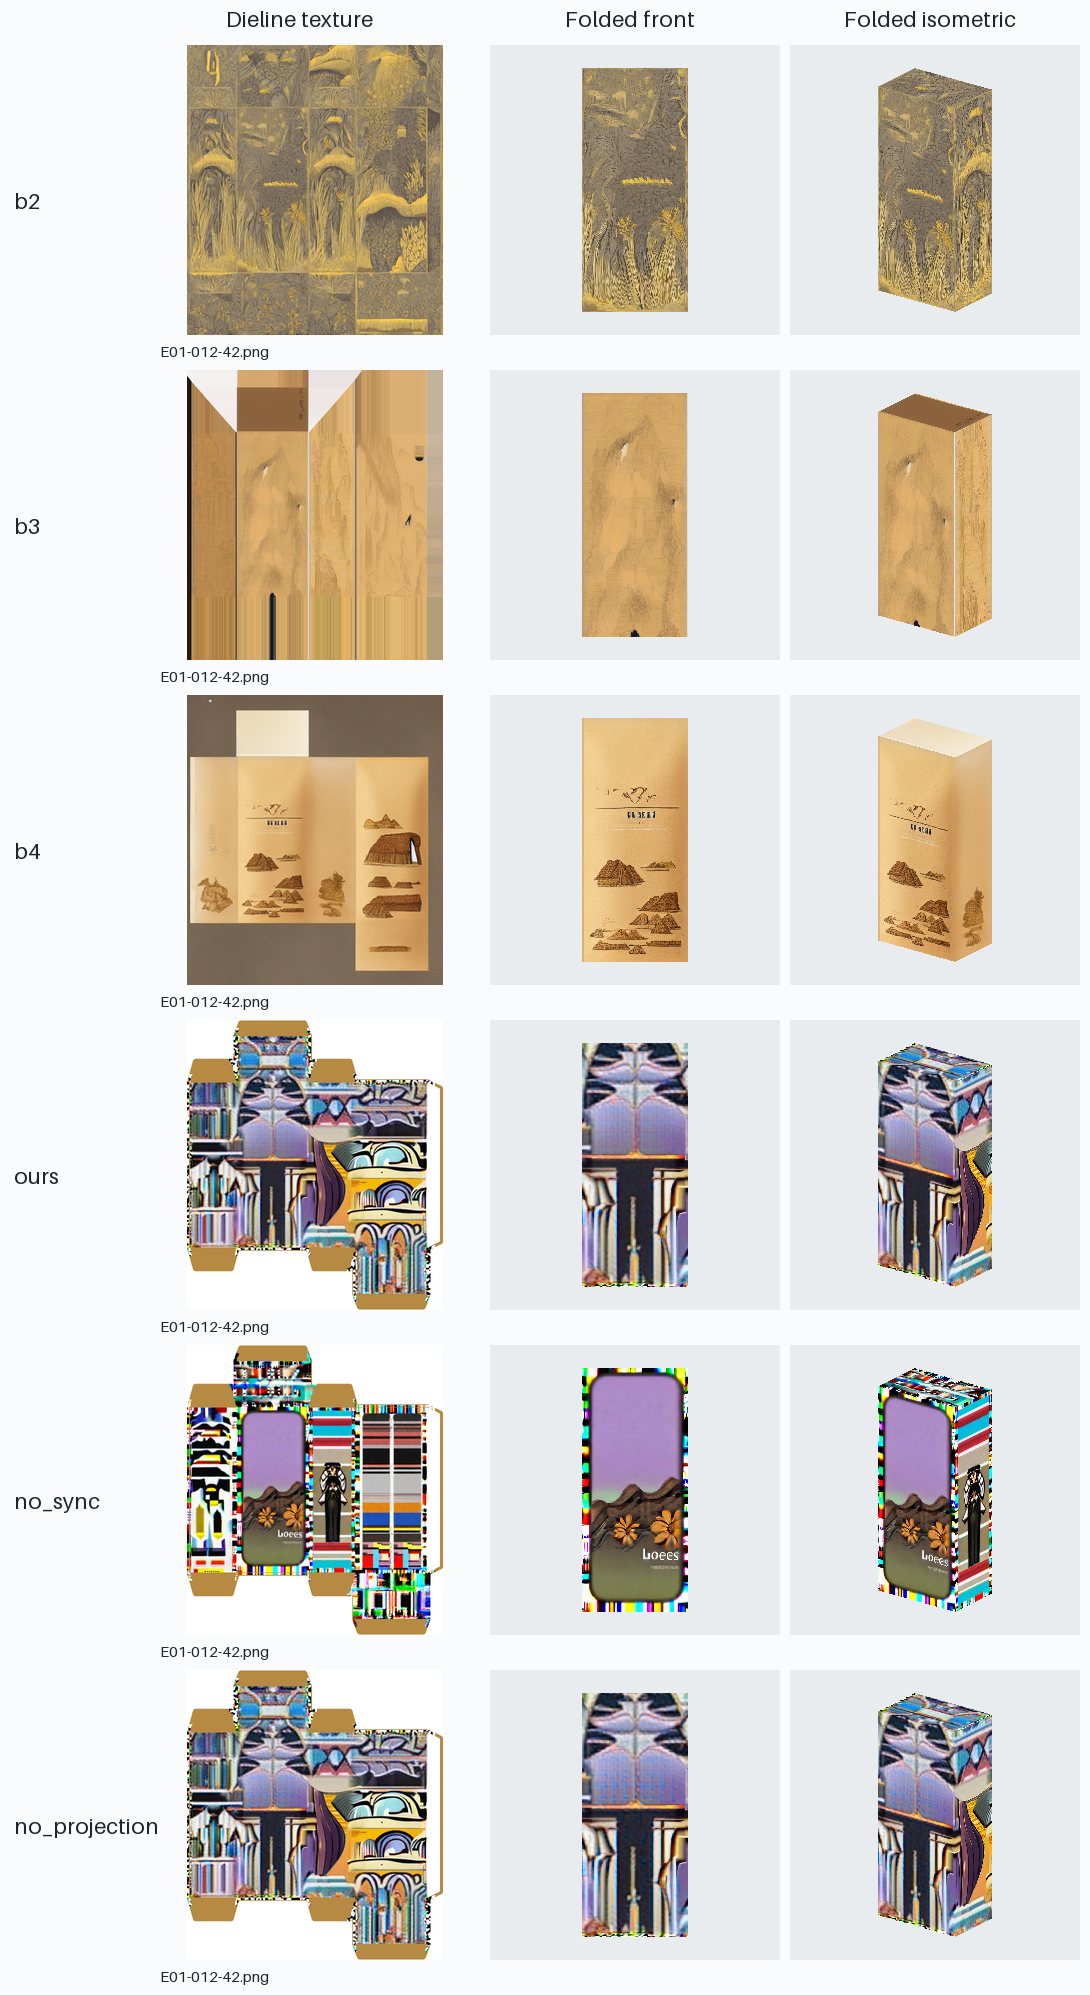 Dieline texture
Folded front
Folded isometric
b2
E01-012-42.png
b3
E01-012-42.png
b4
E01-012-42.png
ours
E01-012-42.png
no_sync
Loees
E01-012-42.png
no_projection
E01-012-42.png